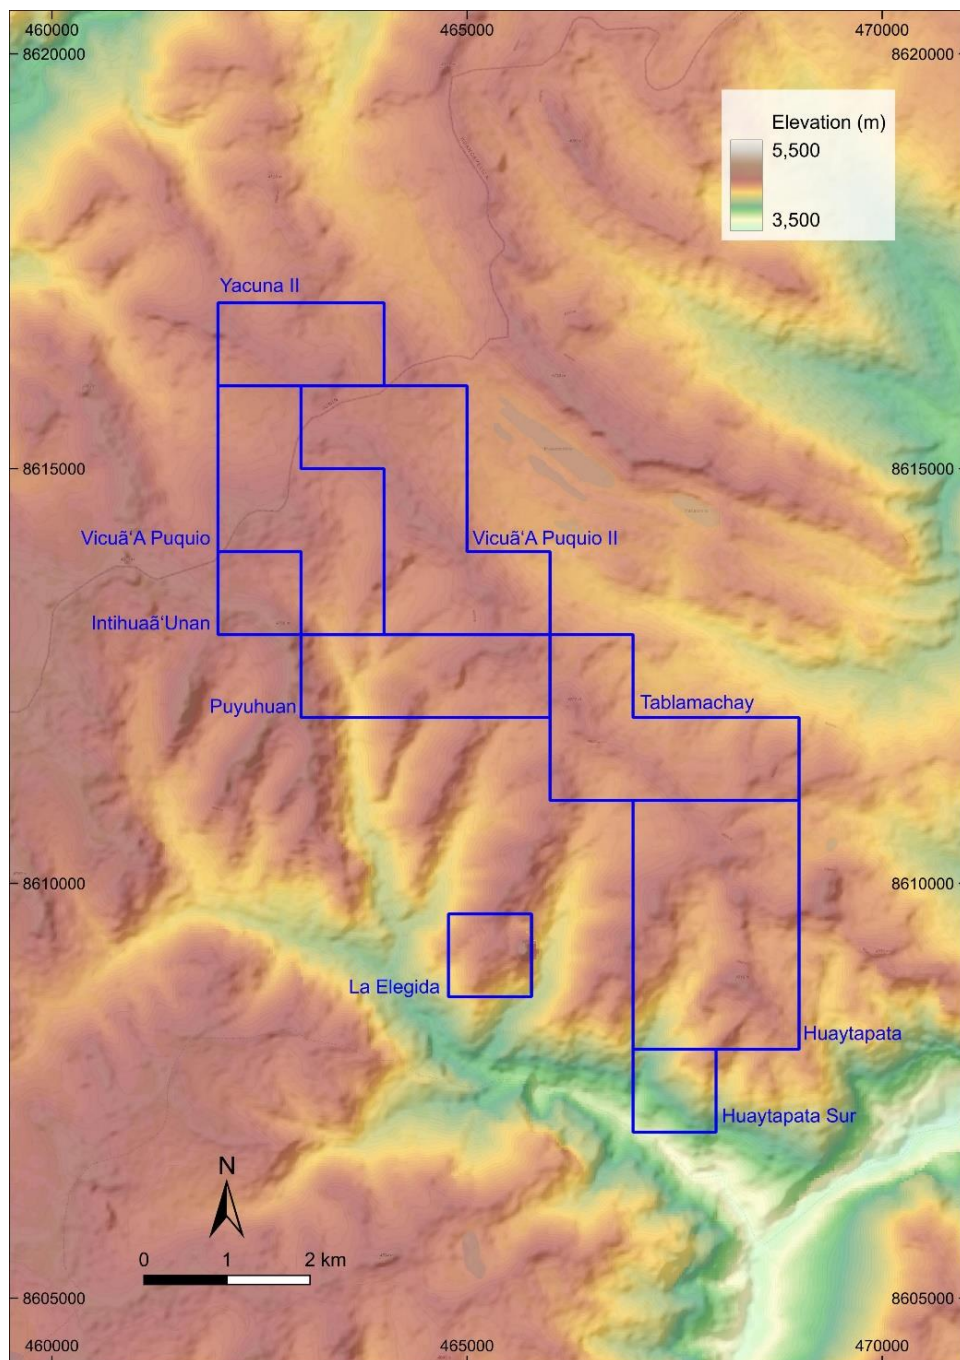 460000 465000 470000
8620000 8620000
Elevation (m)
5,500
3,500
Yacuna II
8615000 8615000
Vicuã‘A Puquio Vicuã‘A Puquio II
Intihuaã‘Unan
Puyuhuan Tablamachay
8610000 8610000
La Elegida
Huaytapata
Huaytapata Sur
N
0 1 2 km
8605000 8605000
460000 465000 470000